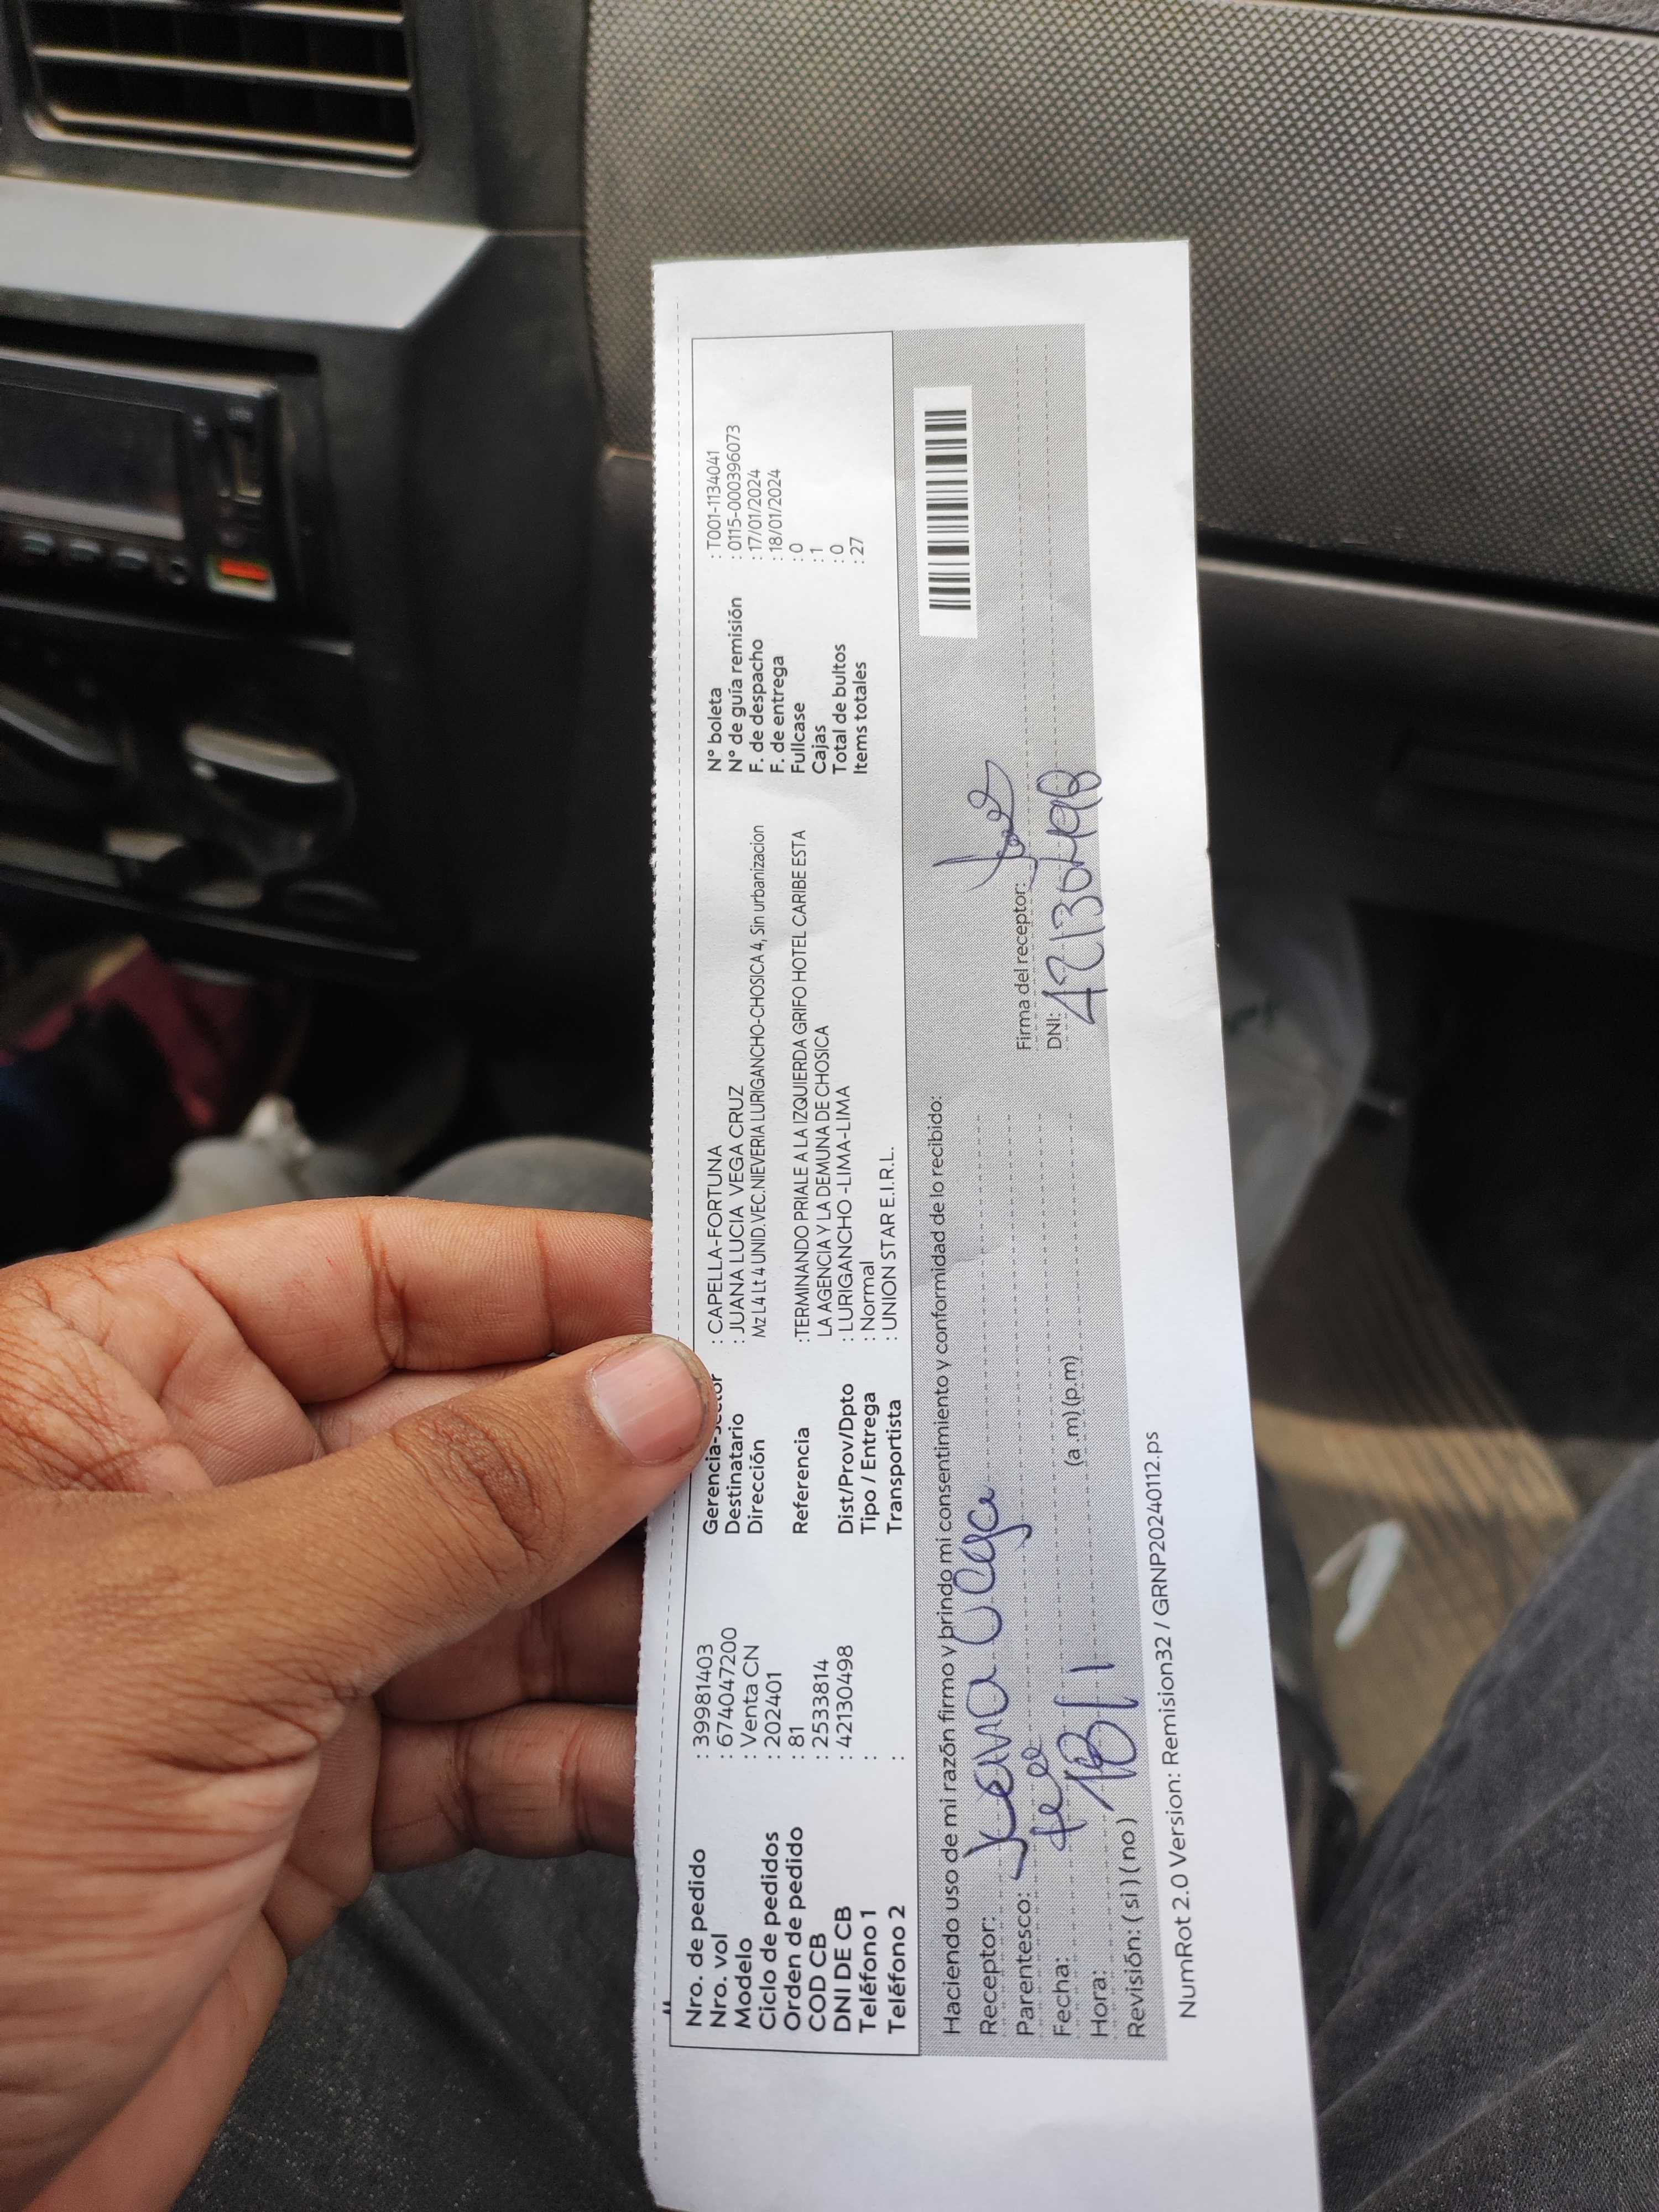 Nro. de pedido : 39981403
Nro. vol : 674047200
Modelo : Venta CN
Ciclo de pedidos : 202401
Orden de pedido : 81
COD CB : 2533814
DNI DE CB : 42130498
Teléfono 1 :
Teléfono 2 :
Gerencia-Sector : CAPELLA-FORTUNA
Destinatario : JUANA LUCIA VEGA CRUZ
Dirección Mz L4 Lt 4 UNID.VEC.NIEVERIA LURIGANCHO-CHOSICA 4, Sin urbanizacion
Referencia :TERMINANDO PRIALE A LA IZQUIERDA GRIFO HOTEL CARIBE ESTA
LA AGENCIA Y LA DEMUNA DE CHOSICA
Dist/Prov/Dpto : LURIGANCHO -LIMA-LIMA
Tipo / Entrega : Normal
Transportista : UNION STAR E.I.R.L.
N° boleta : T001-1134041
N° de guía remisión : 0115-000396073
F. de despacho : 17/01/2024
F. de entrega : 18/01/2024
Fullcase : 0
Cajas : 1
Total de bultos : 0
Items totales : 27
Haciendo uso de mi razón firmo y brindo mi consentimiento y conformidad de lo recibido:
Receptor:
Parentesco:
Fecha: 18/1
Hora: (a .m) (p.m)
Revisión: ( si ) ( no )
Firma del receptor:
DNI: 42130498
NumRot 2.0 Version: Remision32 / GRNP20240112.ps